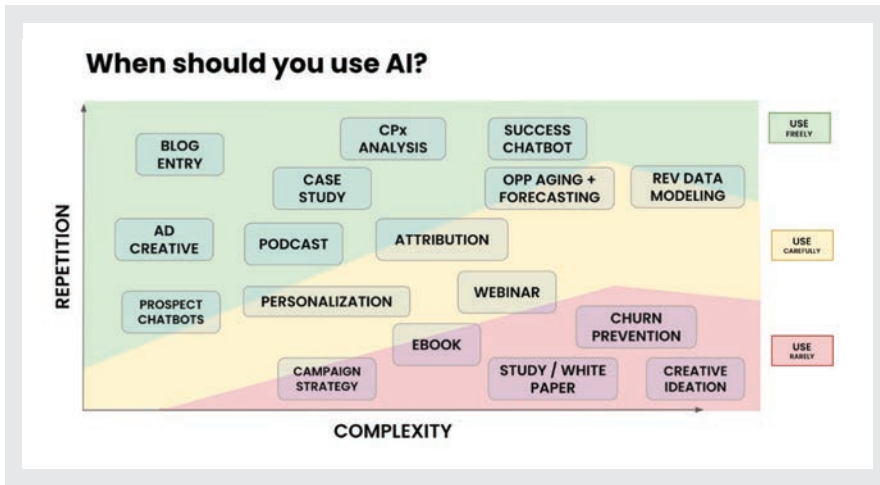 When should you use AI?
REPETITION
BLOG
ENTRY
CPx
ANALYSIS
SUCCESS
CHATBOT
CASE
STUDY
OPP AGING +
FORECASTING
REV DATA
MODELING
AD
CREATIVE
PODCAST
ATTRIBUTION
PROSPECT
CHATBOTS
PERSONALIZATION
WEBINAR
CHURN
PREVENTION
EBOOK
CAMPAIGN
STRATEGY
STUDY / WHITE
PAPER
CREATIVE
IDEATION
COMPLEXITY
USE
FREELY
USE
CAREFULLY
USE
RARELY